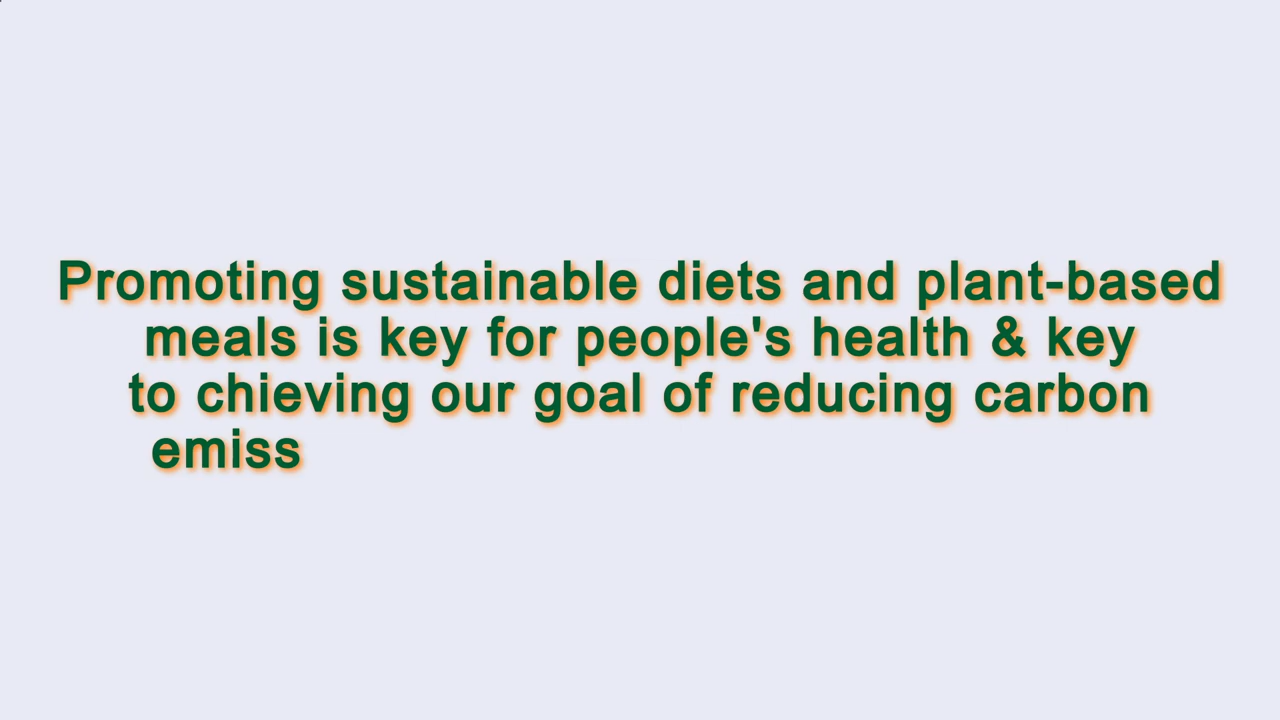 Promoting sustainable diets and plant-based
meals is key for people's health & key
to chieving our goal of reducing carbon
emiss